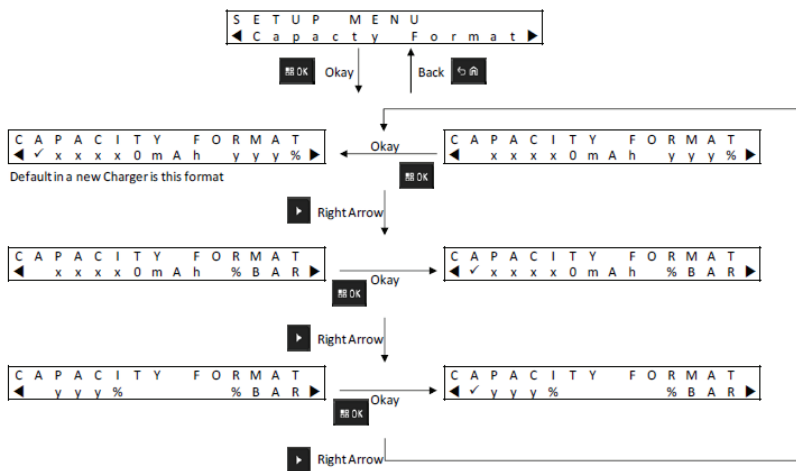 SETUP MENU
◀ Capacty Format ▶
OK Okay Back
CAPACITY FORMAT
◀ ✓ xxxx0mAh yyy% ▶
Default in a new Charger is this format
Okay
OK
CAPACITY FORMAT
◀ xxxx0mAh yyy% ▶
Right Arrow
CAPACITY FORMAT
◀ xxxx0mAh %BAR ▶
Okay
OK
CAPACITY FORMAT
◀ ✓ xxxx0mAh %BAR ▶
Right Arrow
CAPACITY FORMAT
◀ yyy% %BAR ▶
Okay
OK
CAPACITY FORMAT
◀ ✓ yyy% %BAR ▶
Right Arrow